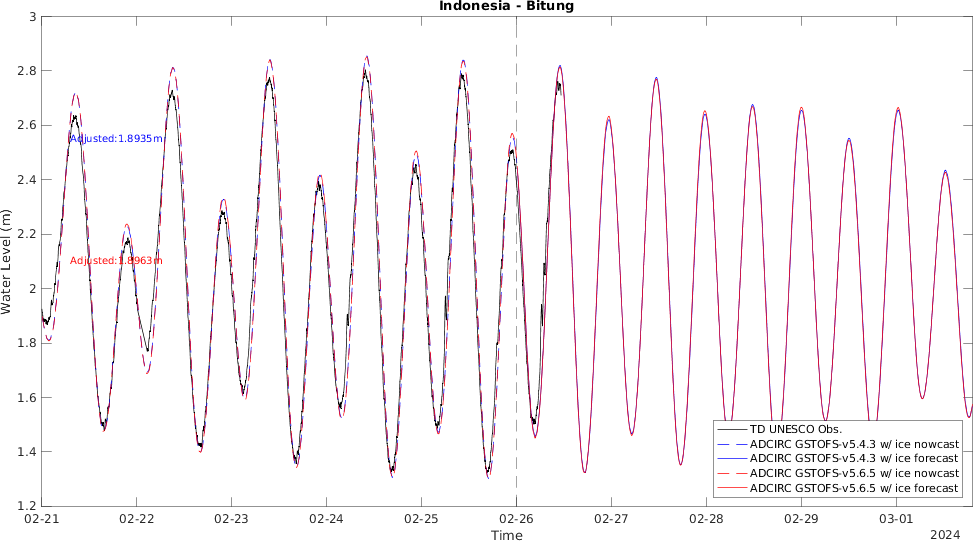 Indonesia - Bitung
Water Level (m)
3
2.8
2.6
2.4
2.2
2
1.8
1.6
1.4
1.2
Adjusted:1.8935m
Adjusted:1.8963m
TD UNESCO Obs.
ADCIRC GSTOFS-v5.4.3 w/ ice nowcast
ADCIRC GSTOFS-v5.4.3 w/ ice forecast
ADCIRC GSTOFS-v5.6.5 w/ ice nowcast
ADCIRC GSTOFS-v5.6.5 w/ ice forecast
02-21 02-22 02-23 02-24 02-25 02-26 02-27 02-28 02-29 03-01
Time
2024